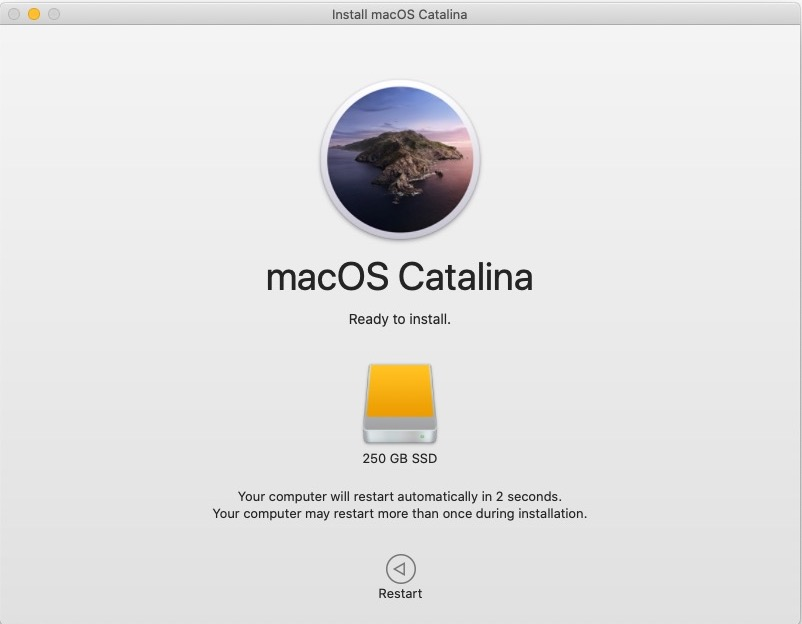 Install macOS Catalina
macOS Catalina
Ready to install.
250 GB SSD
Your computer will restart automatically in 2 seconds.
Your computer may restart more than once during installation.
Restart